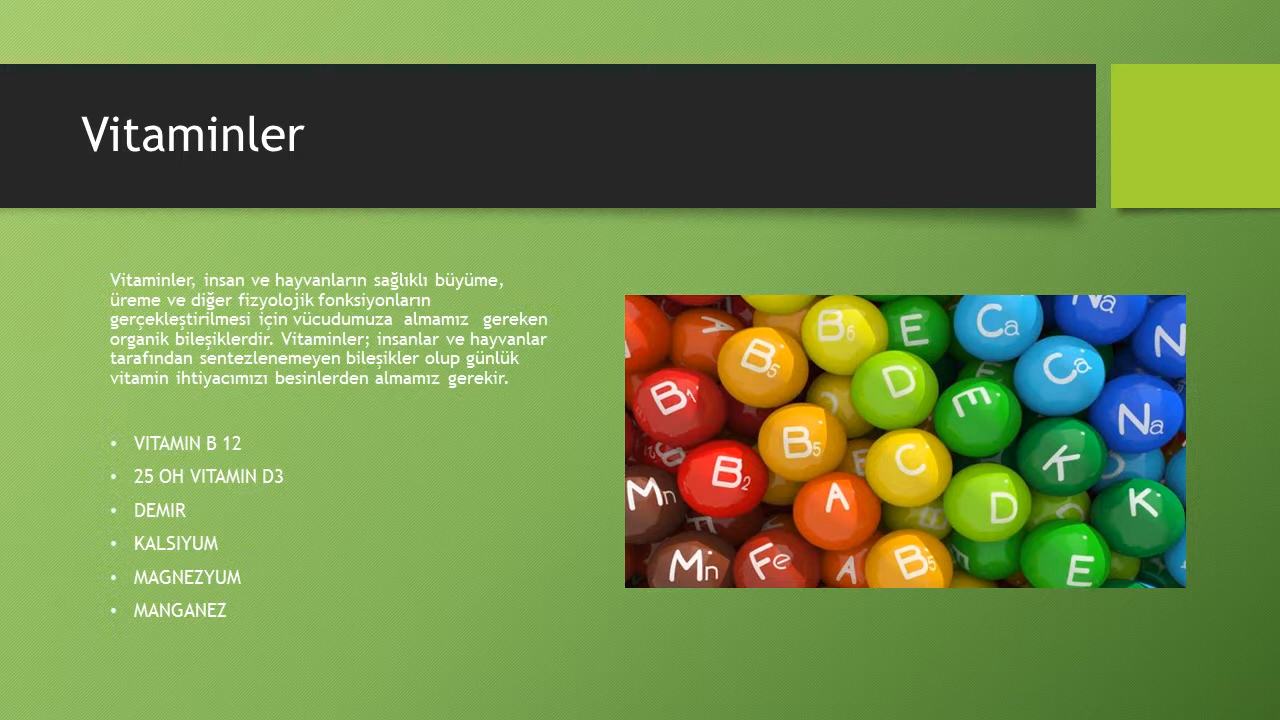 Vitaminler
Vitaminler, insan ve hayvanların sağlıklı büyüme,
üreme ve diğer fizyolojik fonksiyonların
gerçekleştirilmesi için vücudumuza almamız gereken
organik bileşiklerdir. Vitaminler; insanlar ve hayvanlar
tarafından sentezlenemeyen bileşikler olup günlük
vitamin ihtiyacımızı besinlerden almamız gerekir.
• VITAMIN B 12
• 25 OH VITAMIN D3
• DEMIR
• KALSIYUM
• MAGNEZYUM
• MANGANEZ
A B5 B6 E Ca Na N
B1 D E Ca Na
B5 C K
B2 A D K
Mn
Mn Fe A B5 E